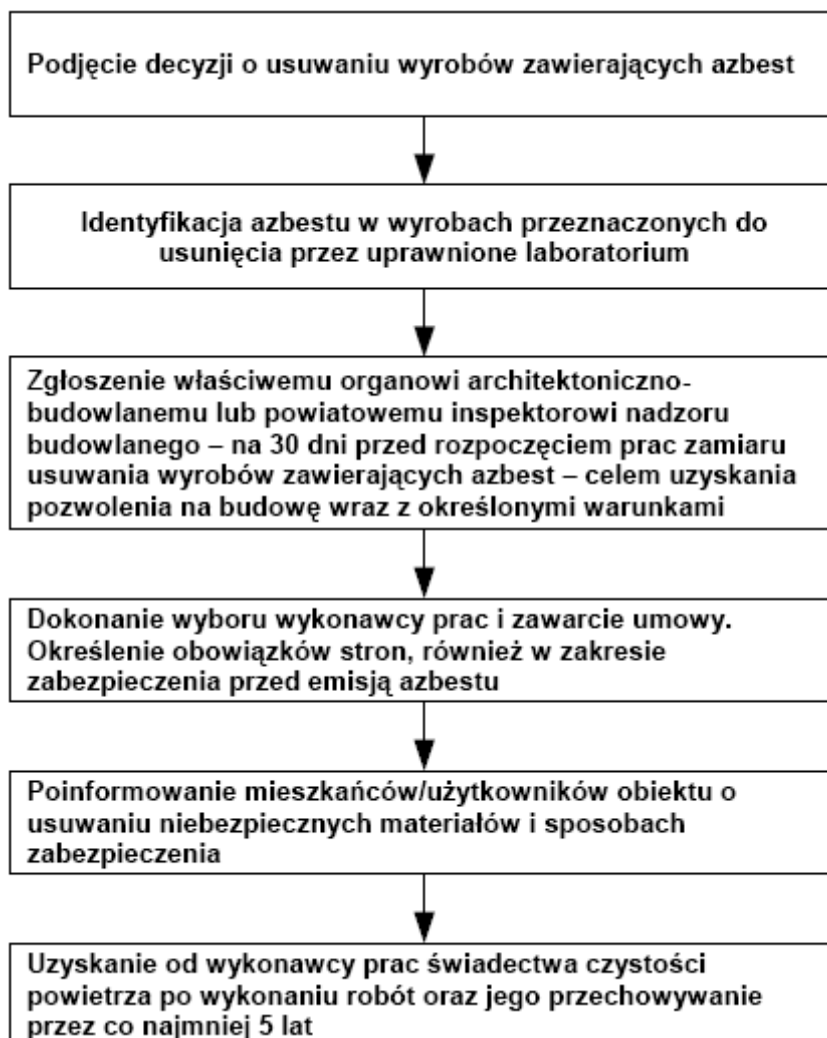 Podjęcie decyzji o usuwaniu wyrobów zawierających azbest
Identyfikacja azbestu w wyrobach przeznaczonych do
usunięcia przez uprawnione laboratorium
Zgłoszenie właściwemu organowi architektoniczno-
budowlanemu lub powiatowemu inspektorowi nadzoru
budowlanego – na 30 dni przed rozpoczęciem prac zamiaru
usuwania wyrobów zawierających azbest – celem uzyskania
pozwolenia na budowę wraz z określonymi warunkami
Dokonanie wyboru wykonawcy prac i zawarcie umowy.
Określenie obowiązków stron, również w zakresie
zabezpieczenia przed emisją azbestu
Poinformowanie mieszkańców/użytkowników obiektu o
usuwaniu niebezpiecznych materiałów i sposobach
zabezpieczenia
Uzyskanie od wykonawcy prac świadectwa czystości
powietrza po wykonaniu robót oraz jego przechowywanie
przez co najmniej 5 lat